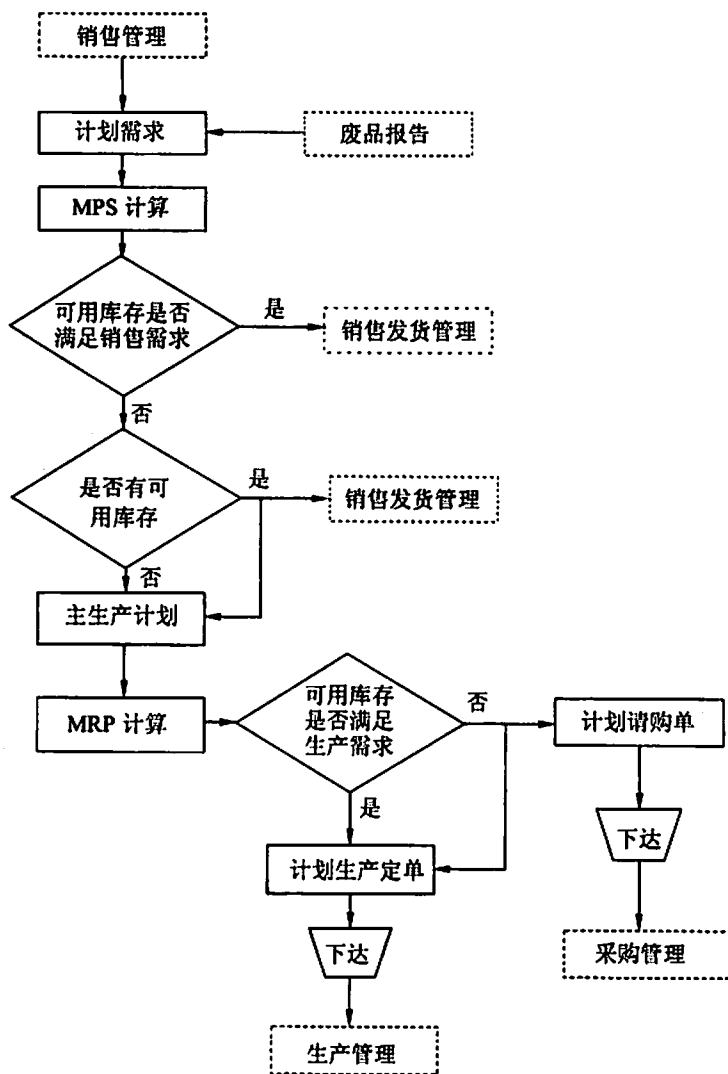 销售管理
计划需求
废品报告
MPS 计算
可用库存是否
满足销售需求
是
销售发货管理
否
是否有可
用库存
是
销售发货管理
否
主生产计划
MRP 计算
可用库存
是否满足
生产需求
否
计划请购单
是
下达
计划生产定单
下达
采购管理
生产管理